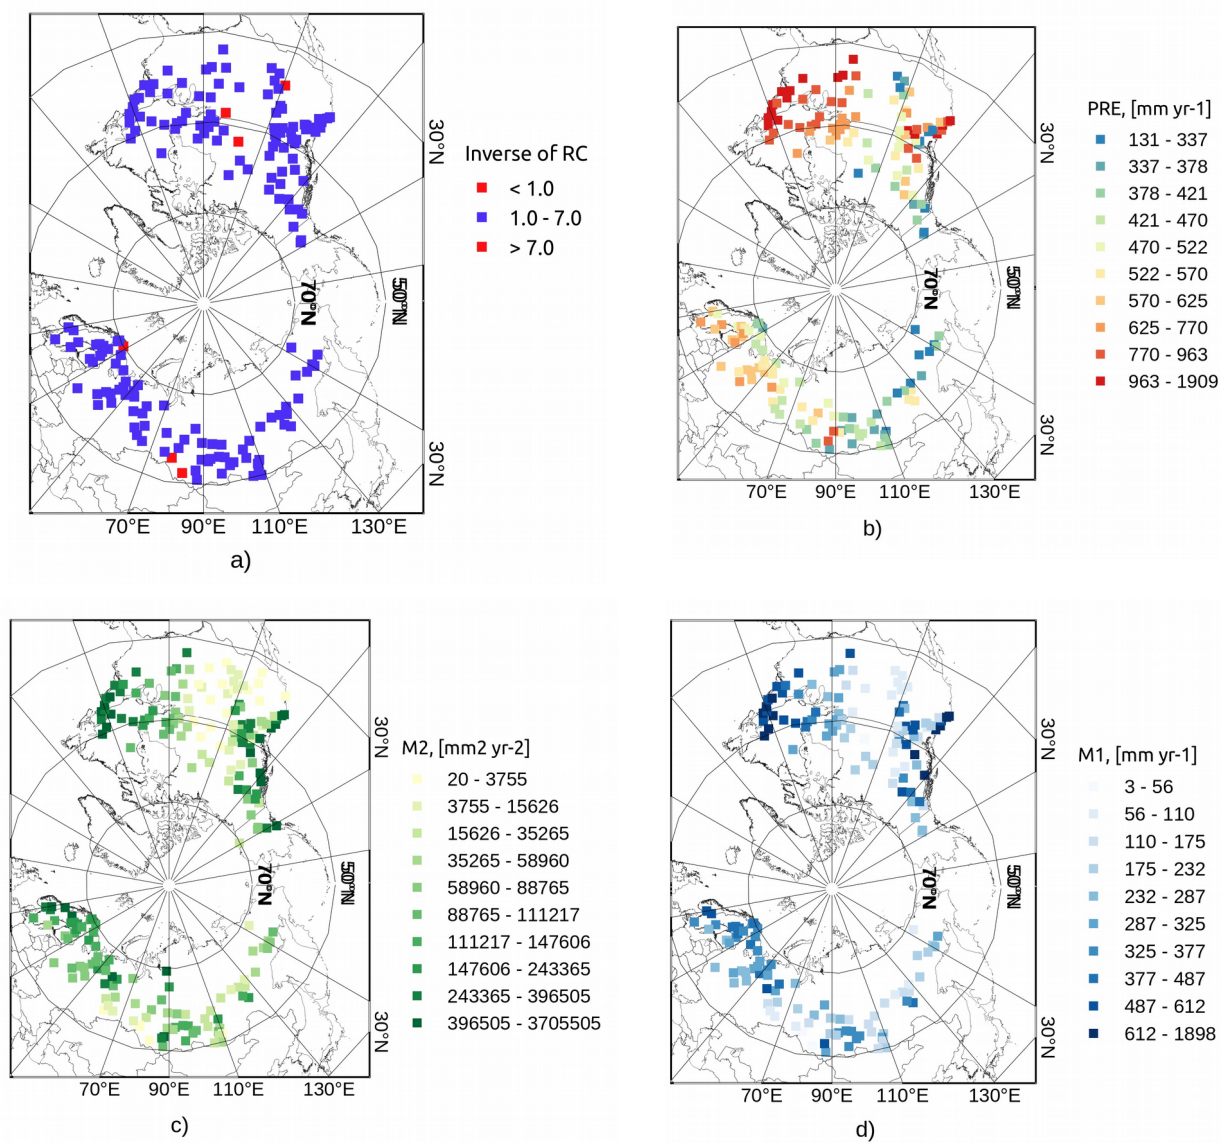 Inverse of RC
< 1.0
1.0 - 7.0
> 7.0
30°N
50°N
70°N
30°N
70°E 90°E 110°E 130°E
a)
PRE, [mm yr-1]
131 - 337
337 - 378
378 - 421
421 - 470
470 - 522
522 - 570
570 - 625
625 - 770
770 - 963
963 - 1909
30°N
50°N
70°N
30°N
70°E 90°E 110°E 130°E
b)
M2, [mm2 yr-2]
20 - 3755
3755 - 15626
15626 - 35265
35265 - 58960
58960 - 88765
88765 - 111217
111217 - 147606
147606 - 243365
243365 - 396505
396505 - 3705505
30°N
50°N
70°N
30°N
70°E 90°E 110°E 130°E
c)
M1, [mm yr-1]
3 - 56
56 - 110
110 - 175
175 - 232
232 - 287
287 - 325
325 - 377
377 - 487
487 - 612
612 - 1898
30°N
50°N
70°N
30°N
70°E 90°E 110°E 130°E
d)